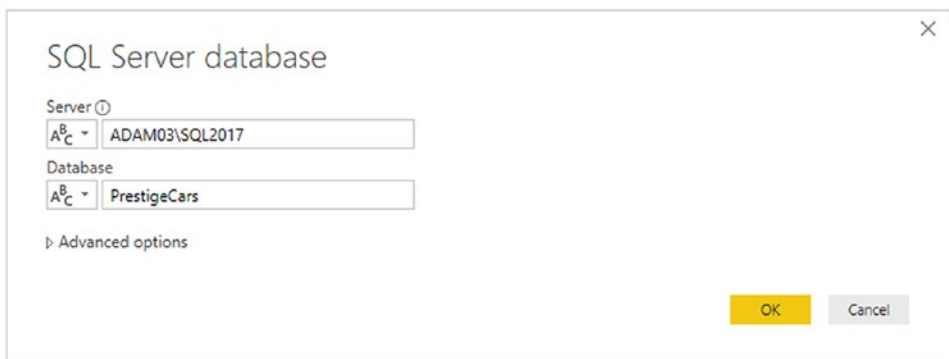 SQL Server database
Server
ABC ADAM03\SQL2017
Database
ABC PrestigeCars
Advanced options
OK Cancel